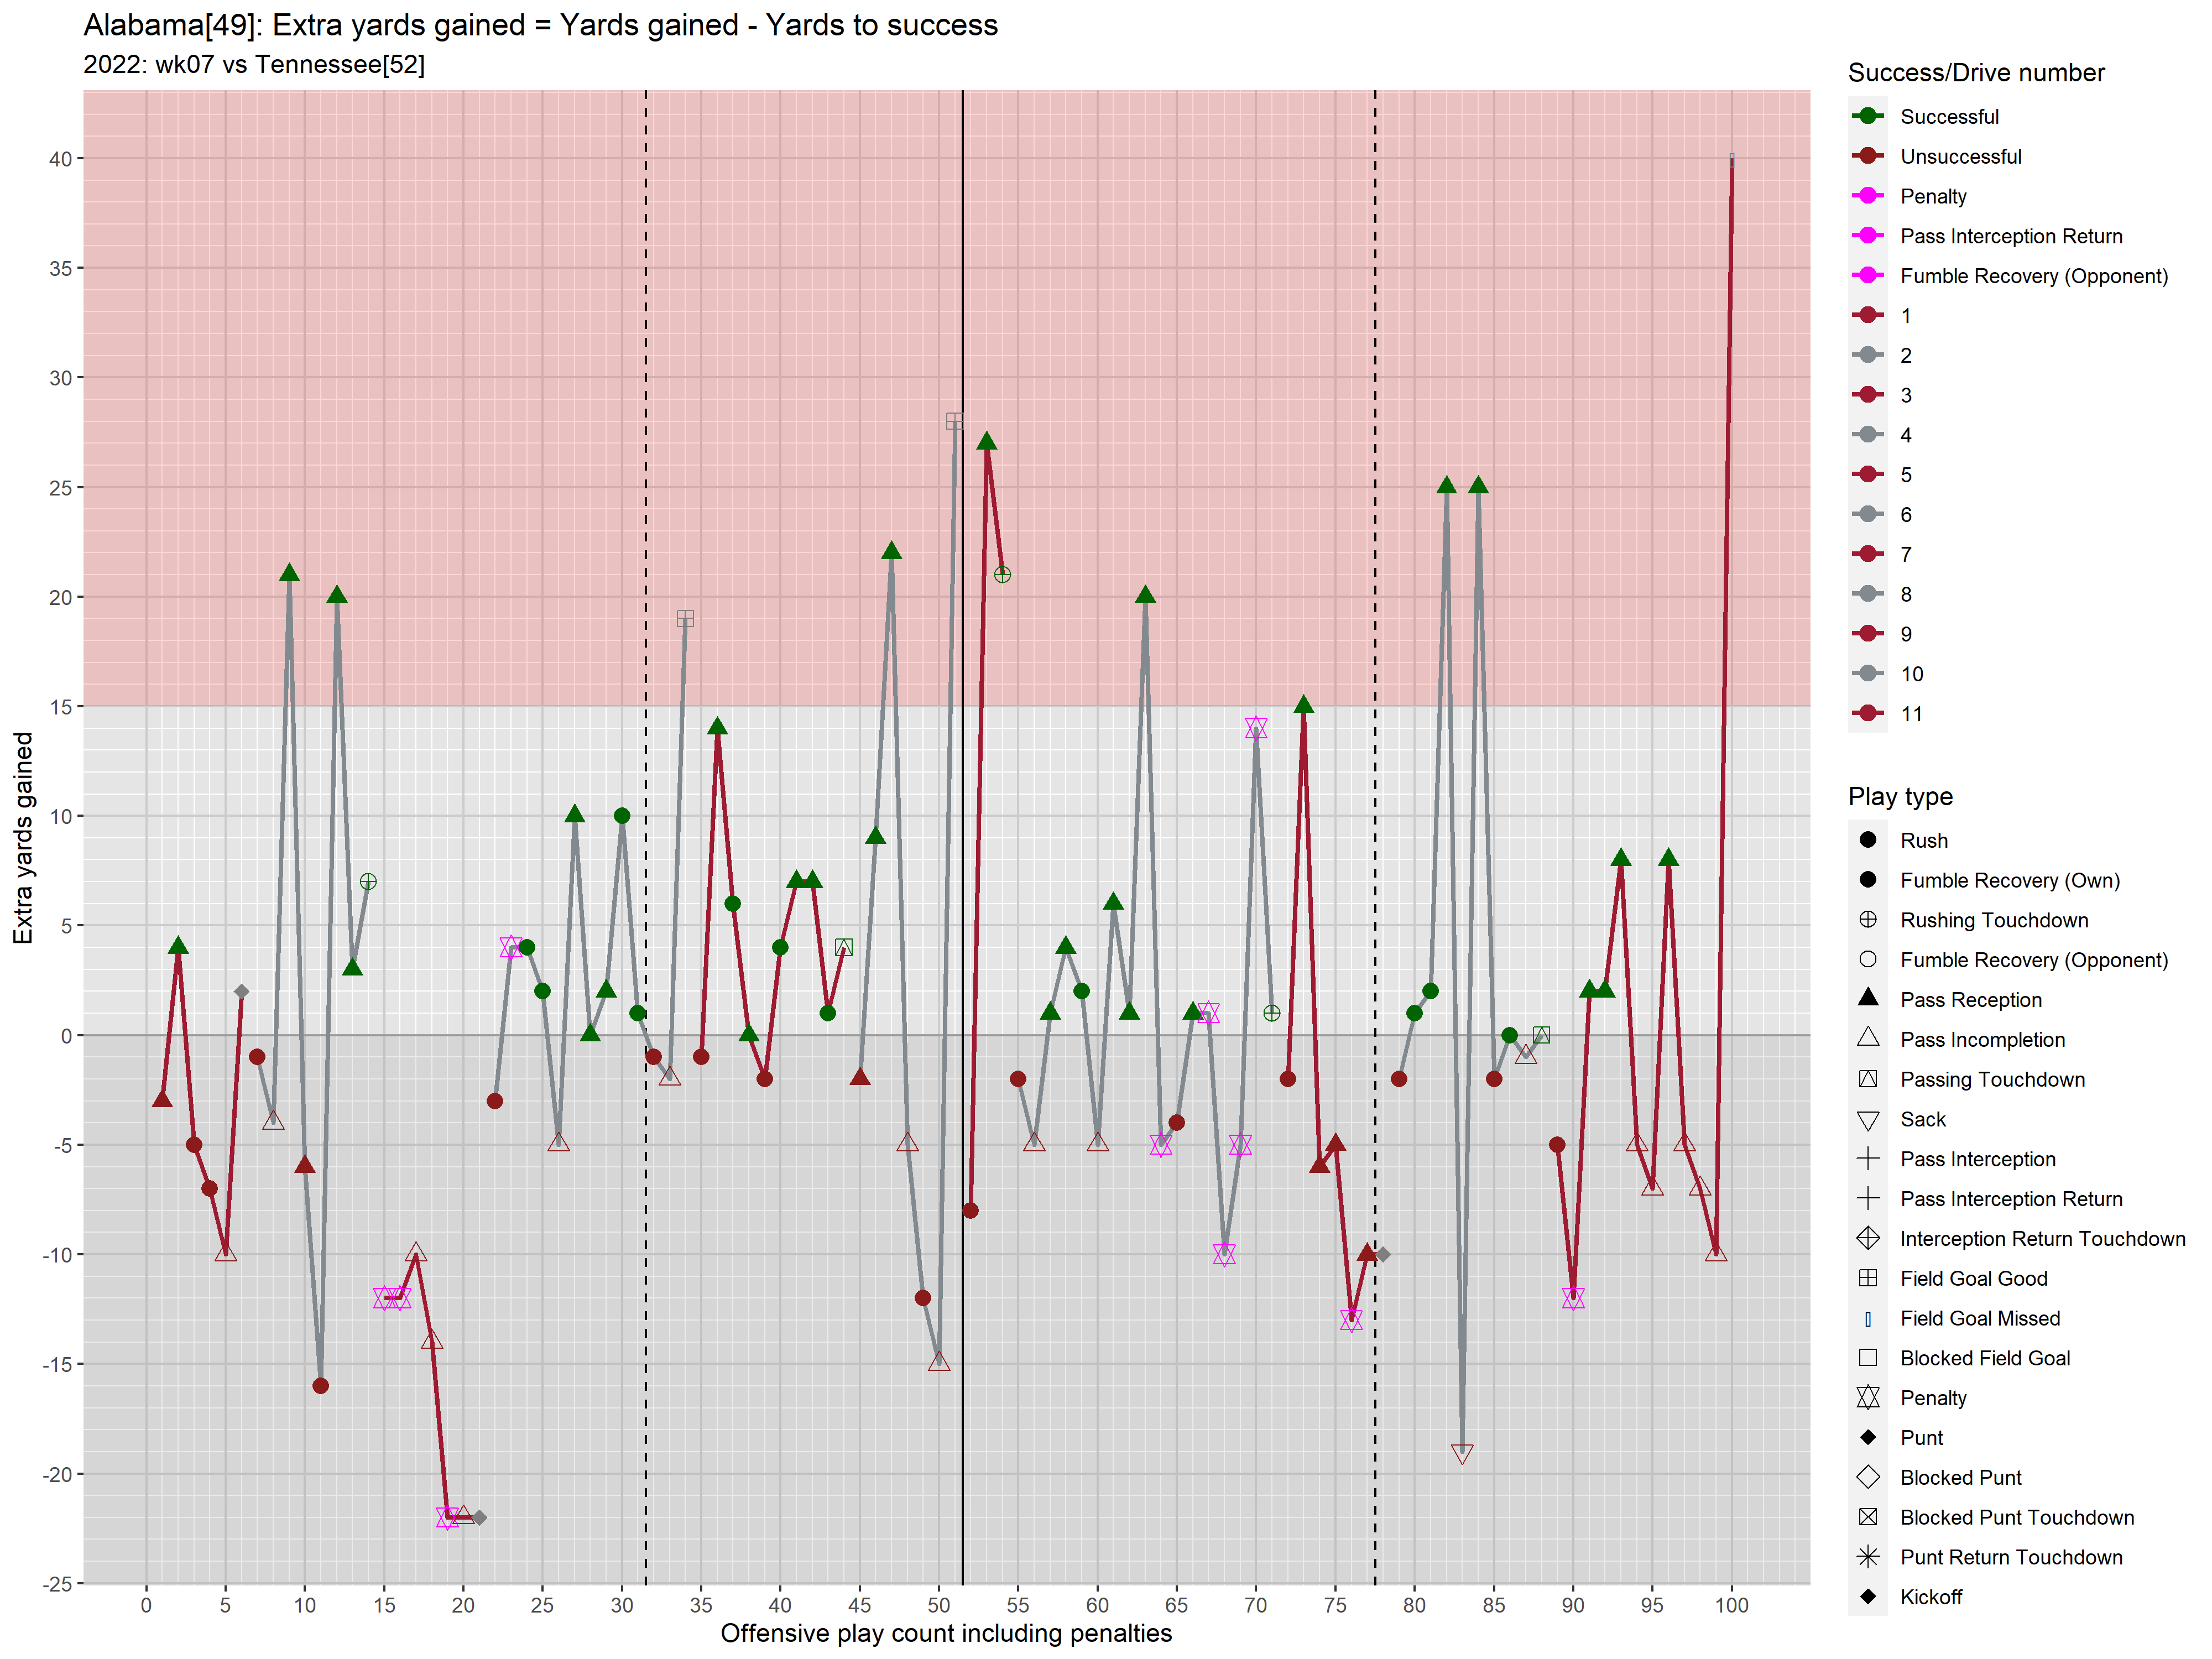 Alabama[49]: Extra yards gained = Yards gained - Yards to success
2022: wk07 vs Tennessee[52]
Extra yards gained
40
35
30
25
20
15
10
5
0
-5
-10
-15
-20
-25
0 5 10 15 20 25 30 35 40 45 50 55 60 65 70 75 80 85 90 95 100
Offensive play count including penalties
Success/Drive number
Successful
Unsuccessful
Penalty
Pass Interception Return
Fumble Recovery (Opponent)
1
2
3
4
5
6
7
8
9
10
11
Play type
Rush
Fumble Recovery (Own)
Rushing Touchdown
Fumble Recovery (Opponent)
Pass Reception
Pass Incompletion
Passing Touchdown
Sack
Pass Interception
Pass Interception Return
Interception Return Touchdown
Field Goal Good
Field Goal Missed
Blocked Field Goal
Penalty
Punt
Blocked Punt
Blocked Punt Touchdown
Punt Return Touchdown
Kickoff